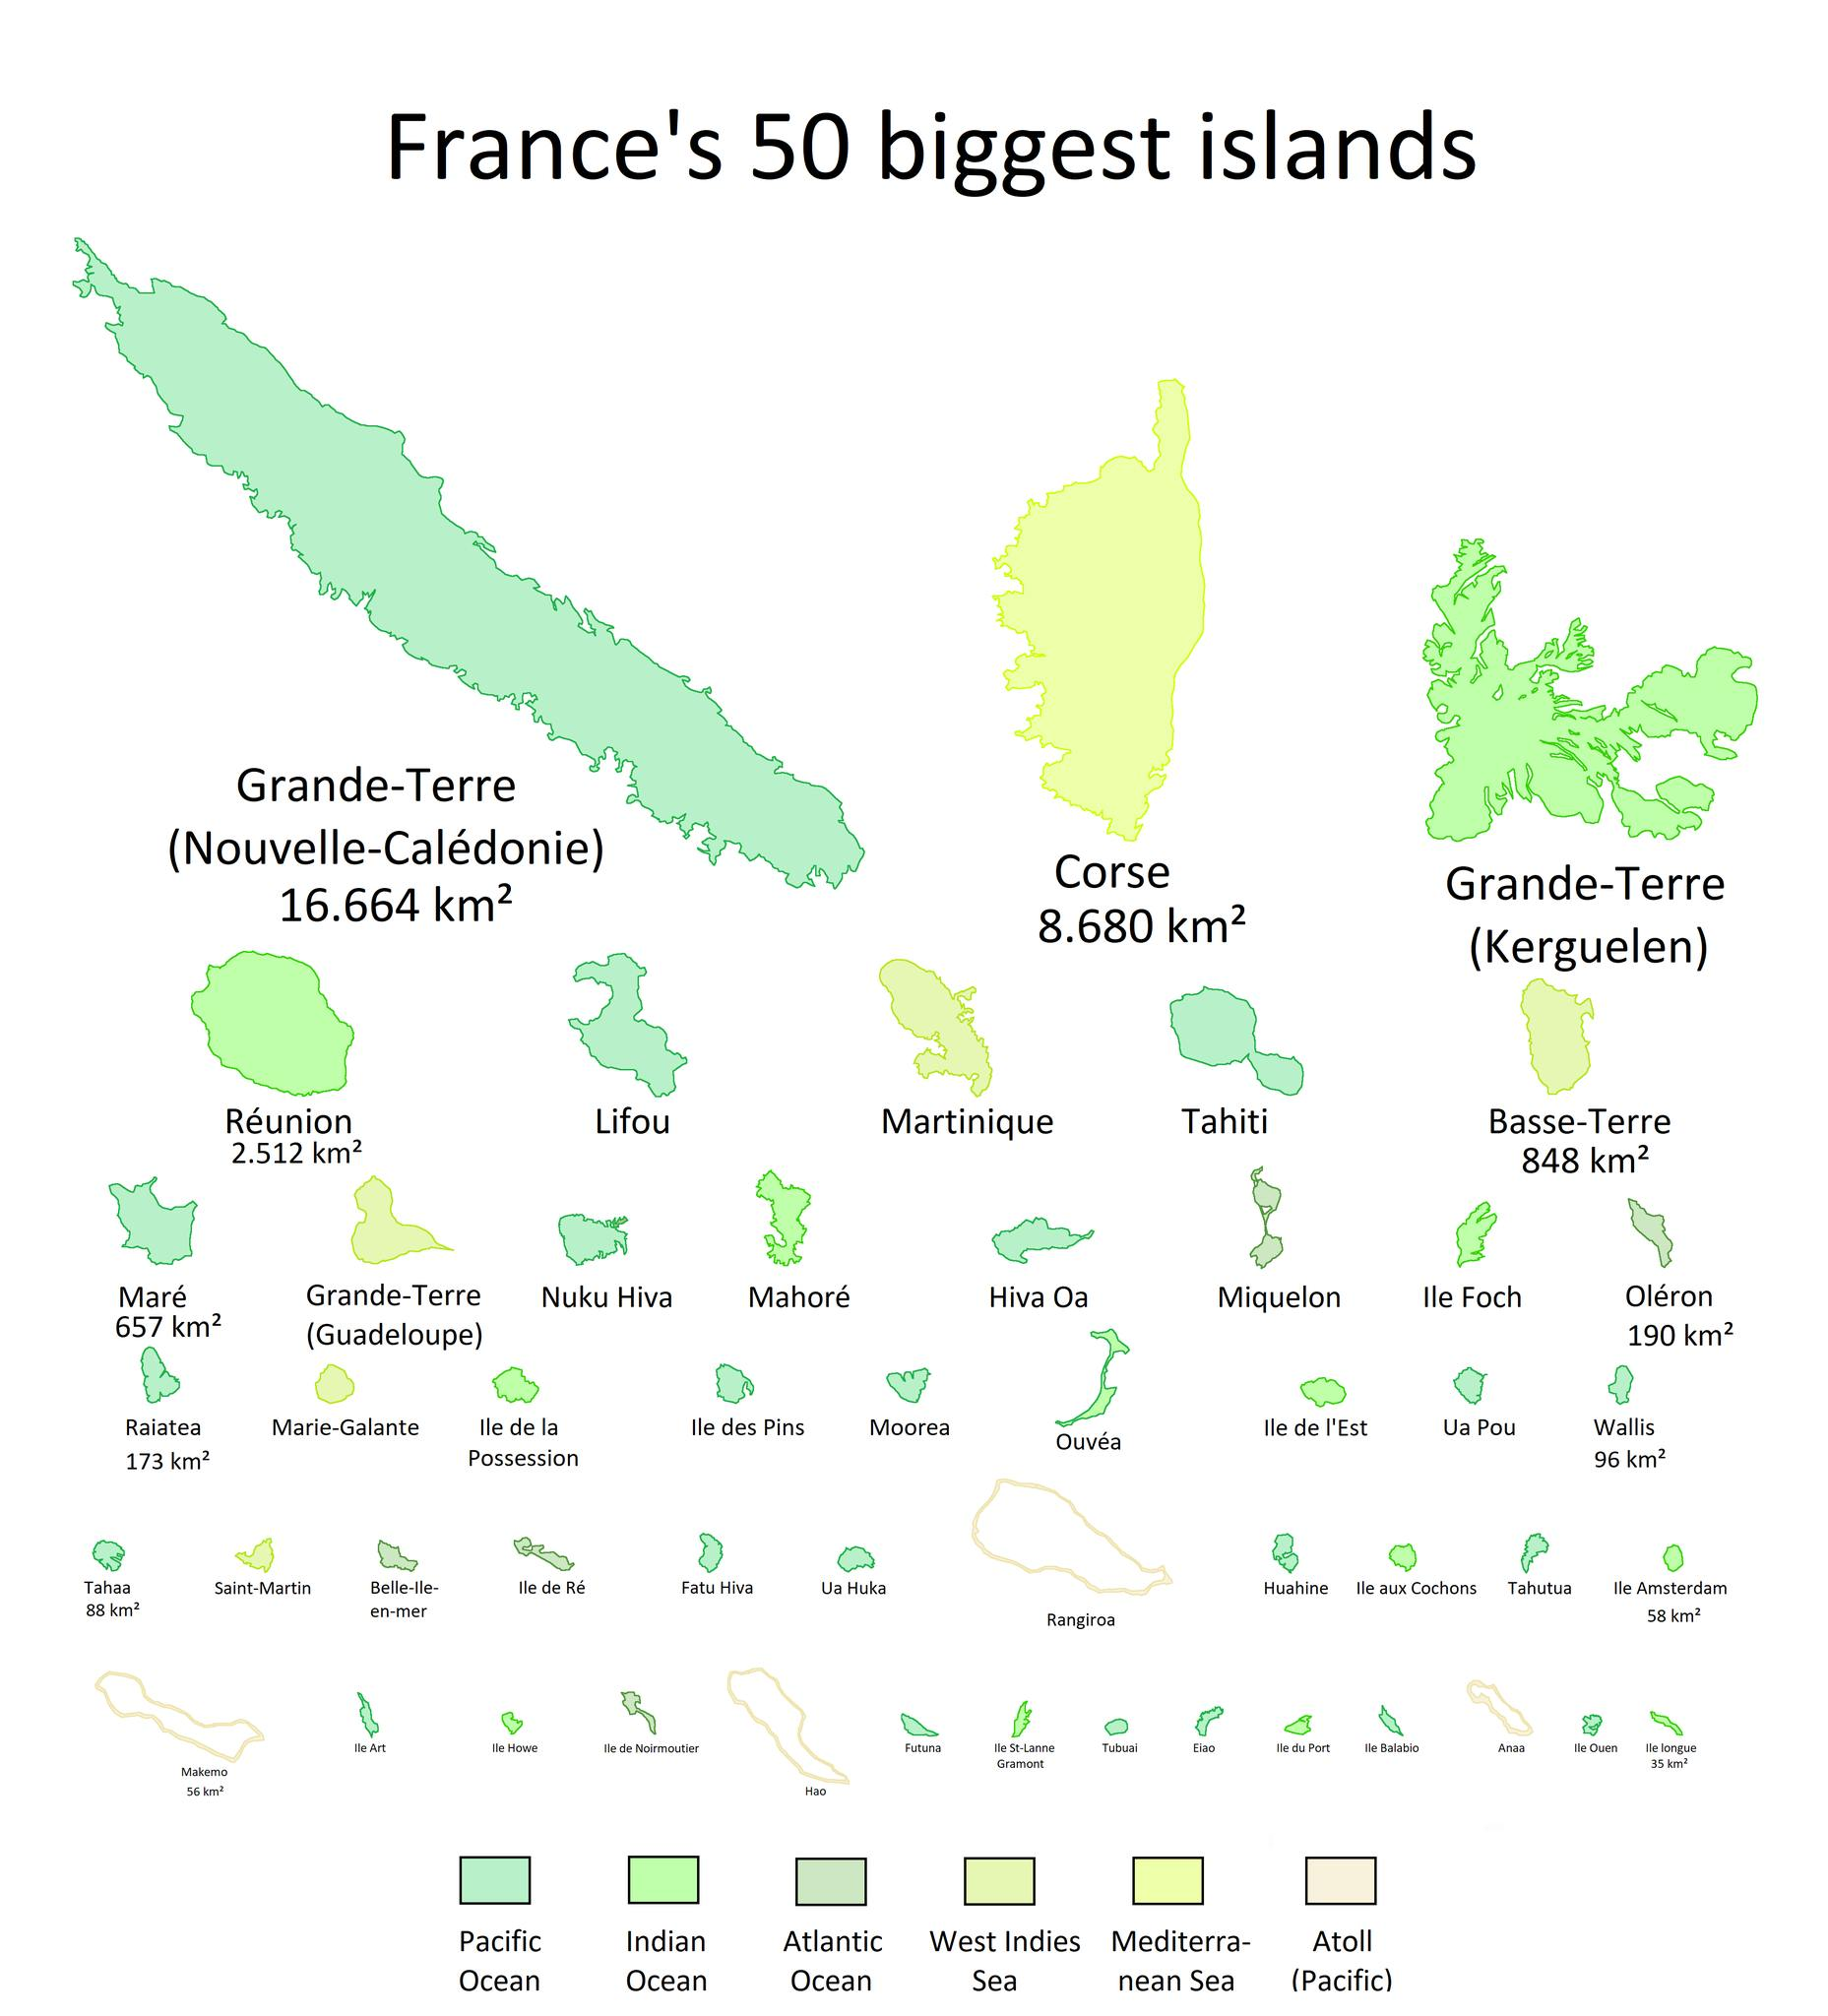 France's 50 biggest islands
Grande-Terre
(Nouvelle-Calédonie)
16.664 km²
Corse
8.680 km²
Grande-Terre
(Kerguelen)
Réunion
2.512 km²
Lifou
Martinique
Tahiti
Basse-Terre
848 km²
Maré
657 km²
Grande-Terre
(Guadeloupe)
Nuku Hiva
Mahoré
Hiva Oa
Miquelon
Ile Foch
Oléron
190 km²
Raiatea
173 km²
Marie-Galante
Ile de la
Possession
Ile des Pins
Moorea
Ouvéa
Ile de l'Est
Ua Pou
Wallis
96 km²
Tahaa
88 km²
Saint-Martin
Belle-Ile-
en-mer
Ile de Ré
Fatu Hiva
Ua Huka
Rangiroa
Huahine
Ile aux Cochons
Tahutua
Ile Amsterdam
58 km²
Makemo
56 km²
Ile Art
Ile Howe
Ile de Noirmoutier
Hao
Futuna
Ile St-Lanne
Gramont
Tubuai
Eiao
Ile du Port
Ile Balabio
Anaa
Ile Ouen
Ile longue
35 km²
Pacific
Ocean
Indian
Ocean
Atlantic
Ocean
West Indies
Sea
Mediterra-
nean Sea
Atoll
(Pacific)